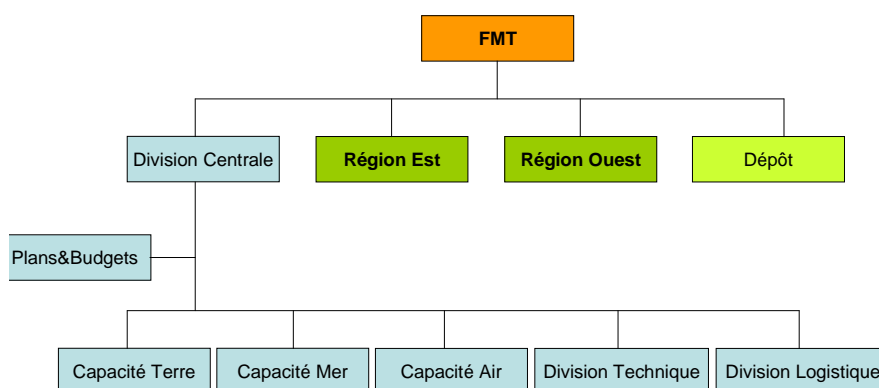 FMT
Division Centrale
Région Est
Région Ouest
Dépôt
Plans&Budgets
Capacité Terre
Capacité Mer
Capacité Air
Division Technique
Division Logistique